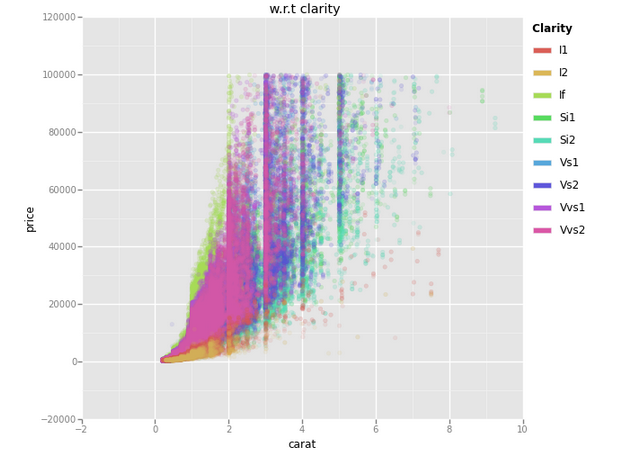 w.r.t clarity
120000
100000
80000
60000
40000
20000
0
−20000
price
−2
0
2
4
6
8
10
carat
Clarity
I1
I2
If
Si1
Si2
Vs1
Vs2
Vvs1
Vvs2